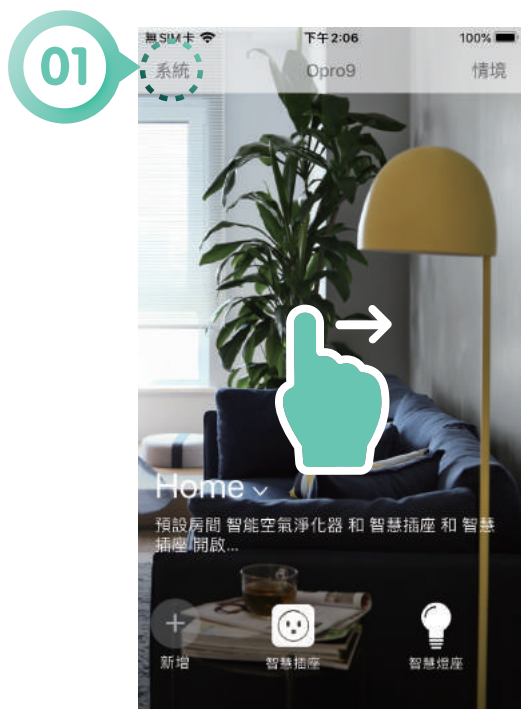 01
無SIM卡 下午2:06 100%
系統 Opro9 情境
Home
預設房間 智能空氣淨化器 和 智慧插座 和 智慧
插座 開啟...
新增 智慧插座 智慧燈座